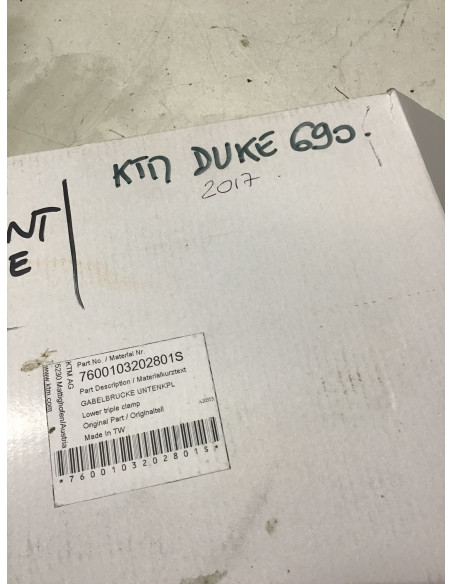 KTM DUKE 690!
2017
NT
E
KTM AG
5230 Mattighofen/Austria
www.ktm.com
Part No. / Material Nr.
7600103202801S
Part Description / Materialkurztext
GABELBRÜCKE UNTENKPL
Lower triple clamp
Original Part / Originalteil
Made in TW
*7600103202801S*